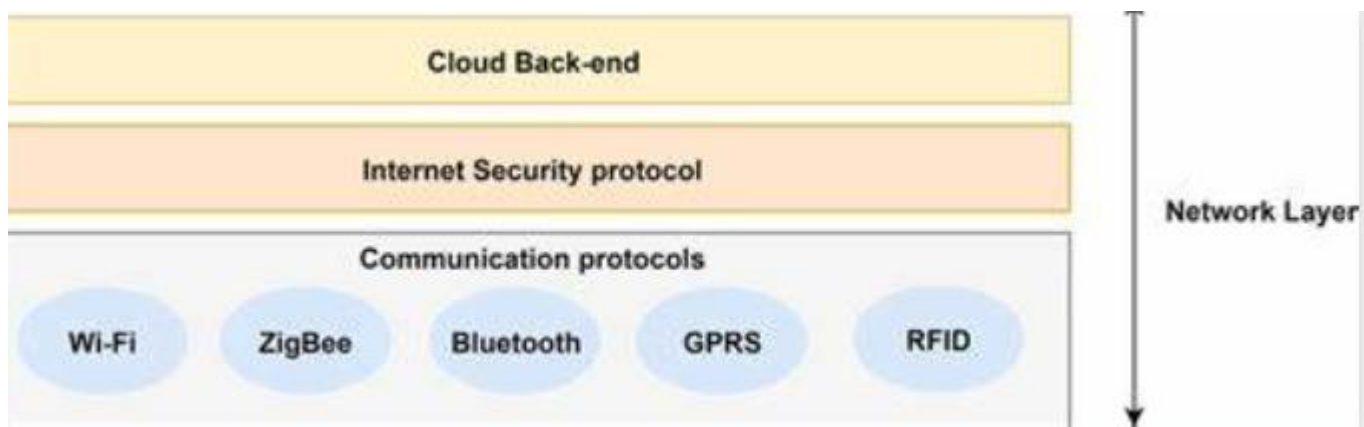 Cloud Back-end
Internet Security protocol
Network Layer
Communication protocols
Wi-Fi
ZigBee
Bluetooth
GPRS
RFID